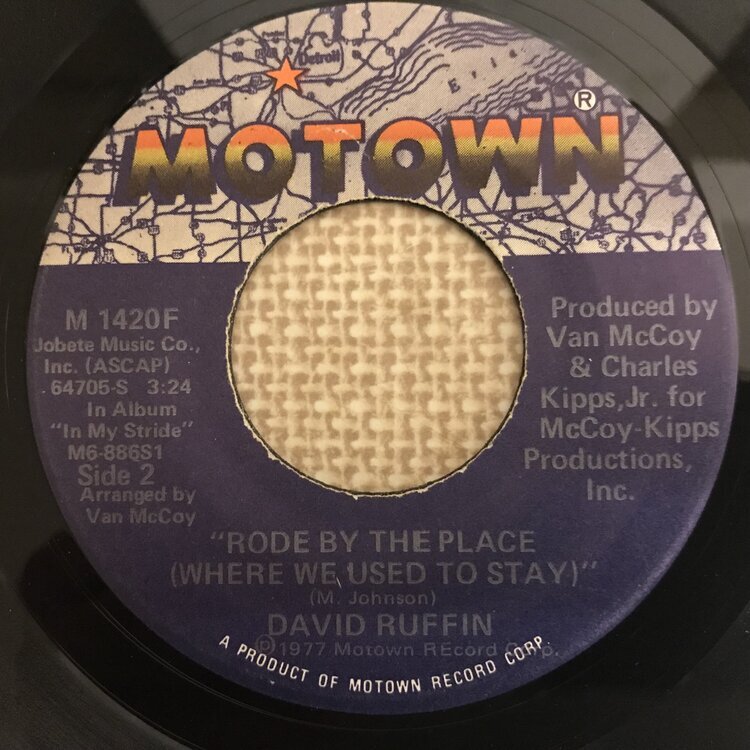 Detroit
Erie
MOTOWN®
M 1420F
Jobete Music Co.,
Inc. (ASCAP)
64705-S 3:24
In Album
"In My Stride"
M6-886S1
Side 2
Arranged by
Van McCoy
Produced by
Van McCoy
& Charles
Kipps,Jr. for
McCoy-Kipps
Productions,
Inc.
"RODE BY THE PLACE
(WHERE WE USED TO STAY)"
(M. Johnson)
DAVID RUFFIN
℗1977 Motown REcord Corp.
A PRODUCT OF MOTOWN RECORD CORP.